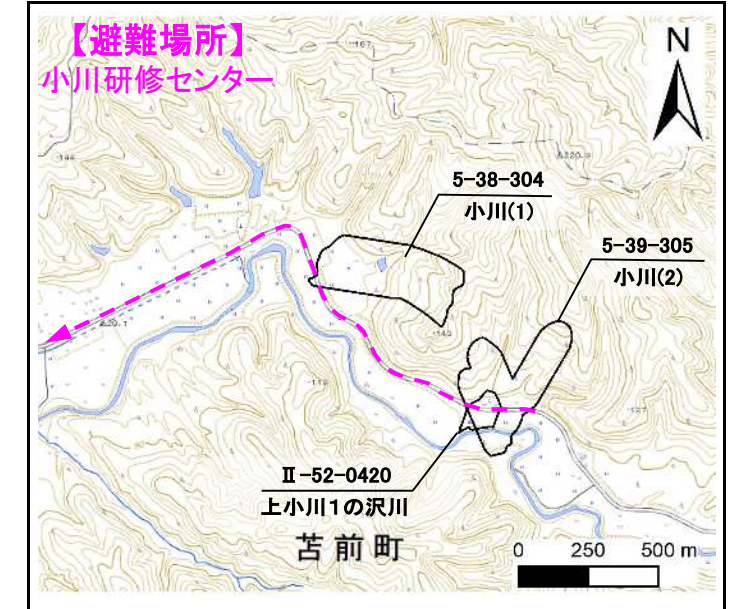 【避難場所】
小川研修センター
N
5-38-304
小川(1)
5-39-305
小川(2)
Ⅱ-52-0420
上小川1の沢川
苫前町
0 250 500 m